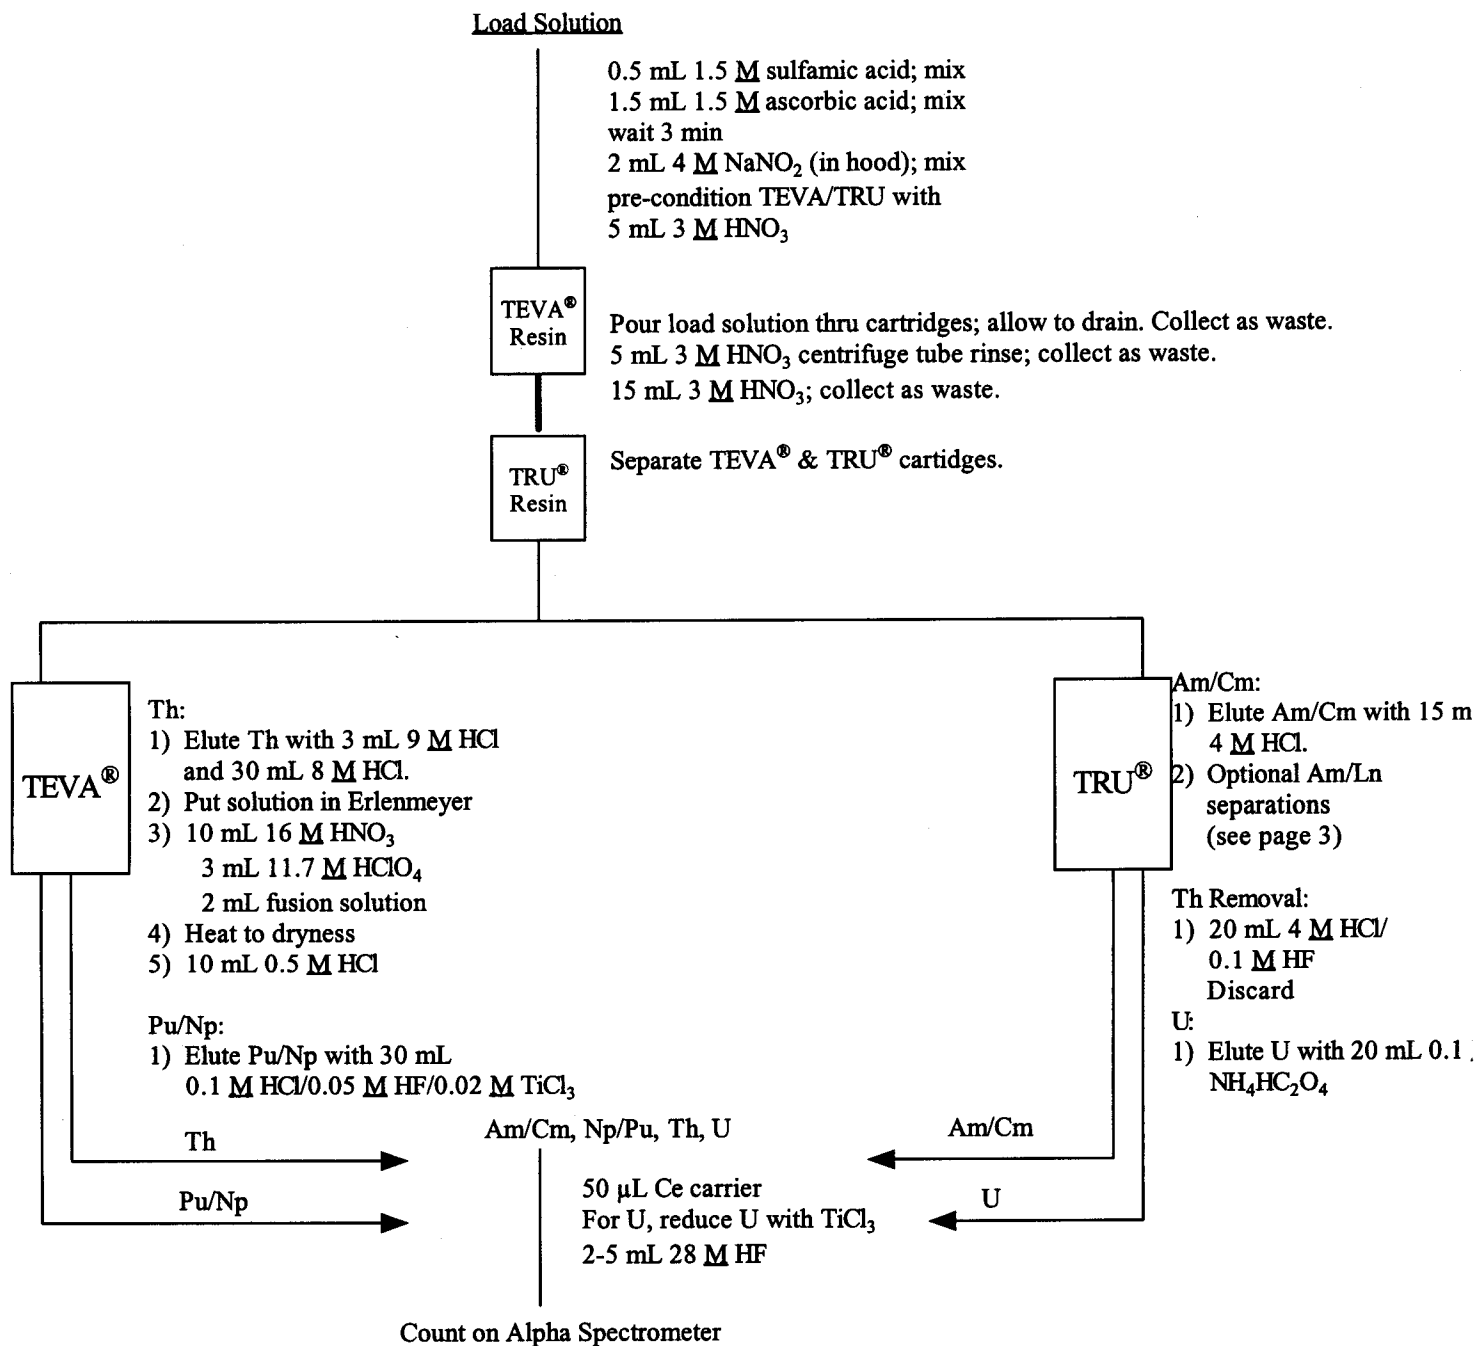 Load Solution
0.5 mL 1.5 M sulfamic acid; mix
1.5 mL 1.5 M ascorbic acid; mix
wait 3 min
2 mL 4 M NaNO₂ (in hood); mix
pre-condition TEVA/TRU with
5 mL 3 M HNO₃
TEVA®
Resin
Pour load solution thru cartridges; allow to drain. Collect as waste.
5 mL 3 M HNO₃ centrifuge tube rinse; collect as waste.
15 mL 3 M HNO₃; collect as waste.
TRU®
Resin
Separate TEVA® & TRU® cartidges.
TEVA®
Th:
1) Elute Th with 3 mL 9 M HCl
and 30 mL 8 M HCl.
2) Put solution in Erlenmeyer
3) 10 mL 16 M HNO₃
3 mL 11.7 M HClO₄
2 mL fusion solution
4) Heat to dryness
5) 10 mL 0.5 M HCl
Pu/Np:
1) Elute Pu/Np with 30 mL
0.1 M HCl/0.05 M HF/0.02 M TiCl₃
TRU®
Am/Cm:
1) Elute Am/Cm with 15 m
4 M HCl.
2) Optional Am/Ln
separations
(see page 3)
Th Removal:
1) 20 mL 4 M HCl/
0.1 M HF
Discard
U:
1) Elute U with 20 mL 0.1
NH₄HC₂O₄
Th
Pu/Np
Am/Cm, Np/Pu, Th, U
Am/Cm
U
50 µL Ce carrier
For U, reduce U with TiCl₃
2-5 mL 28 M HF
Count on Alpha Spectrometer